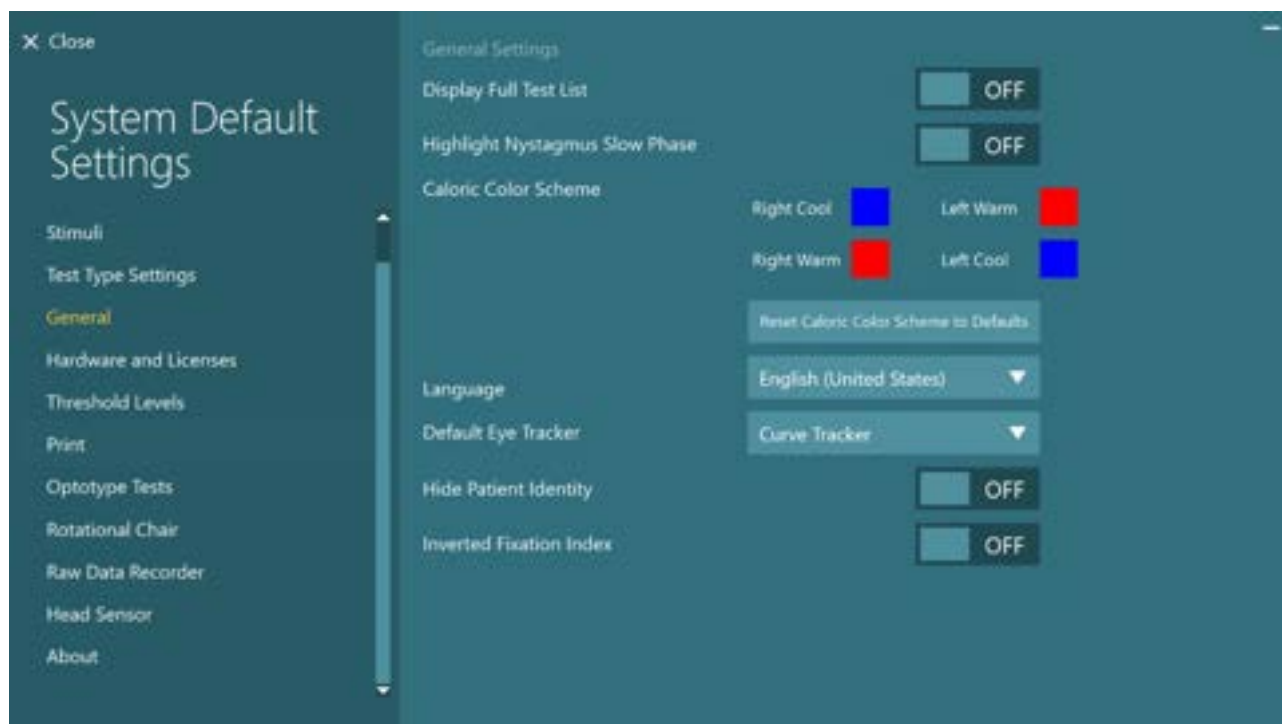 Close
System Default
Settings
Stimuli
Test Type Settings
General
Hardware and Licenses
Threshold Levels
Print
Optotype Tests
Rotational Chair
Raw Data Recorder
Head Sensor
About
General Settings
Display Full Test List OFF
Highlight Nystagmus Slow Phase OFF
Caloric Color Scheme
Right Cool Left Warm
Right Warm Left Cool
Reset Caloric Color Scheme to Defaults
Language English (United States)
Default Eye Tracker Curve Tracker
Hide Patient Identity OFF
Inverted Fixation Index OFF